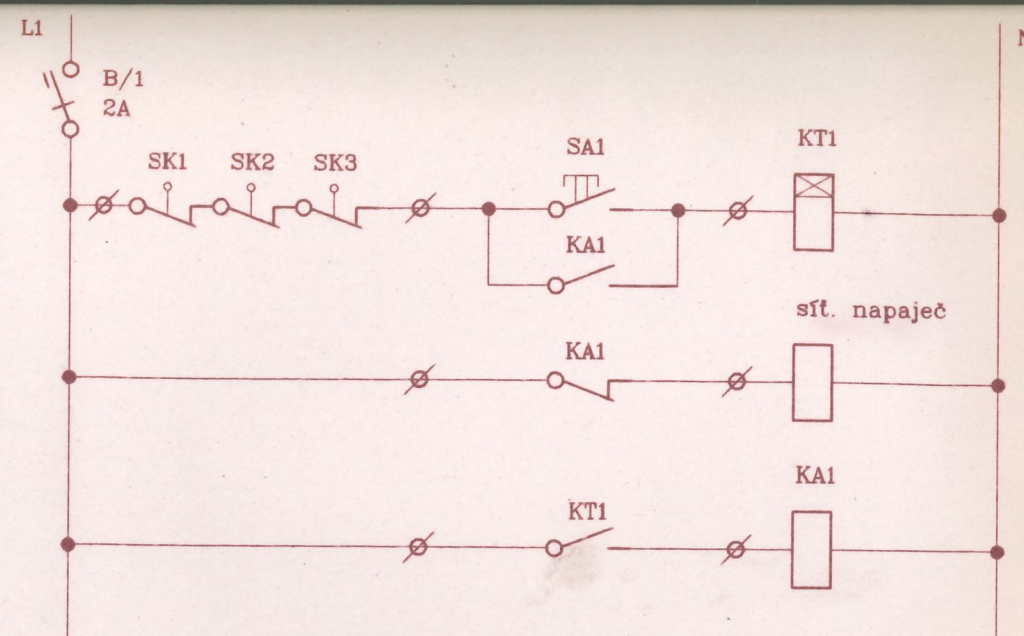 L1
B/1
2A
SK1 SK2 SK3
SA1
KT1
KA1
síť. napaječ
KA1
KA1
KT1